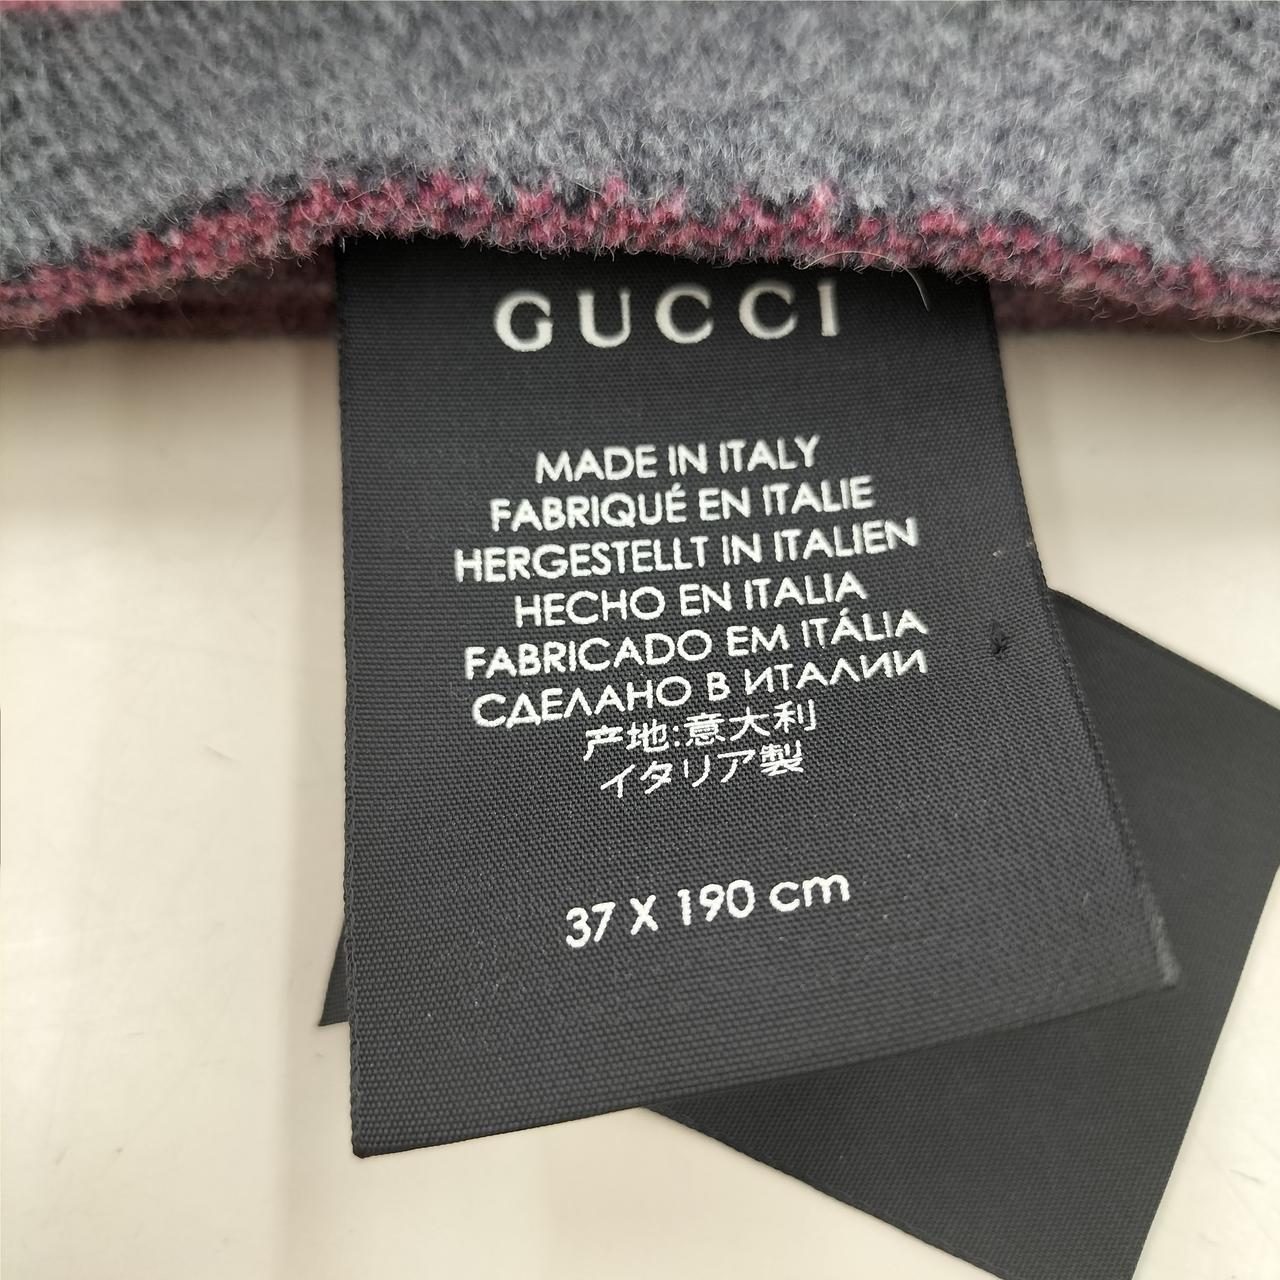 GUCCI
MADE IN ITALY
FABRIQUÉ EN ITALIE
HERGESTELLT IN ITALIEN
HECHO EN ITALIA
FABRICADO EM ITÁLIA
СДЕЛАНО В ИТАЛИИ
产地:意大利
イタリア製
37 X 190 cm